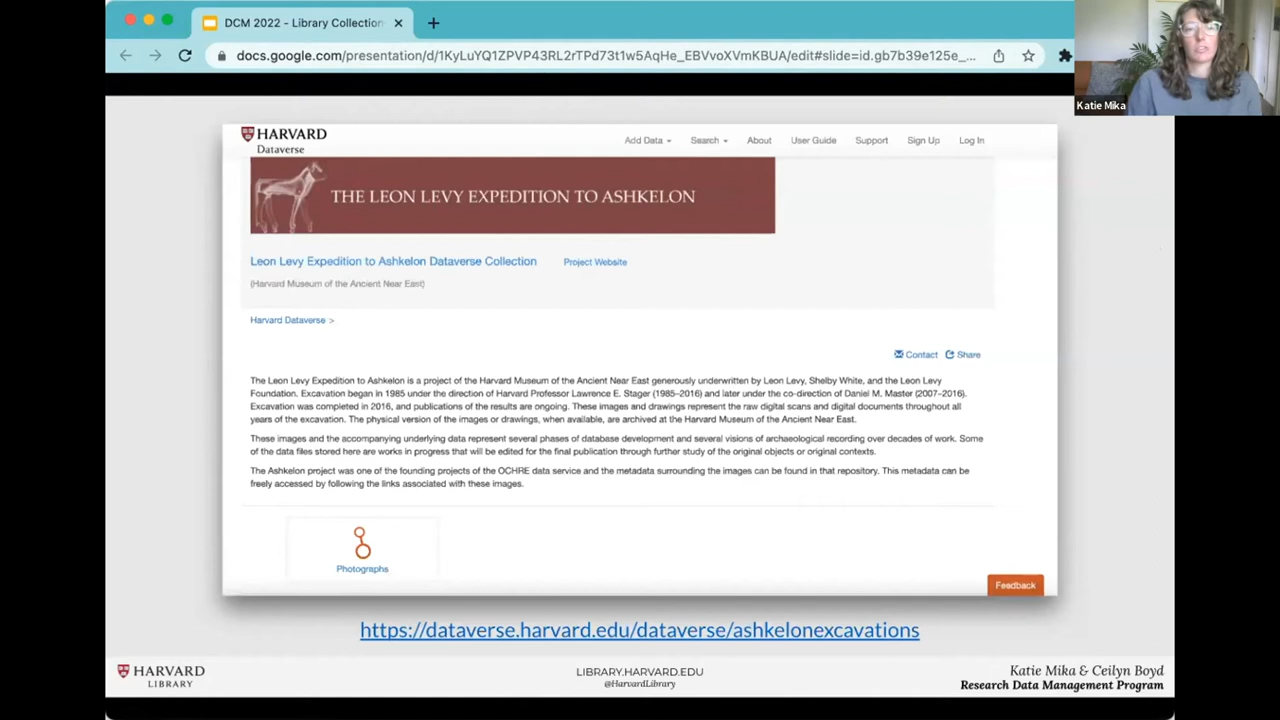 DCM 2022 - Library Collection
docs.google.com/presentation/d/1KyLuYQ1ZPVP43RL2rTPd73t1w5AqHe_EBVvoXVmKBUA/edit#slide=id.gb7b39e125e_...
Katie Mika
HARVARD
Dataverse
Add Data Search About User Guide Support Sign Up Log In
THE LEON LEVY EXPEDITION TO ASHKELON
Leon Levy Expedition to Ashkelon Dataverse Collection Project Website
(Harvard Museum of the Ancient Near East)
Harvard Dataverse >
Contact Share
The Leon Levy Expedition to Ashkelon is a project of the Harvard Museum of the Ancient Near East generously underwritten by Leon Levy, Shelby White, and the Leon Levy
Foundation. Excavation began in 1985 under the direction of Harvard Professor Lawrence E. Stager (1985–2016) and later under the co-direction of Daniel M. Master (2007–2016).
Excavation was completed in 2016, and publications of the results are ongoing. These images and drawings represent the raw digital scans and digital documents throughout all
years of the excavation. The physical version of the images or drawings, when available, are archived at the Harvard Museum of the Ancient Near East.
These images and the accompanying underlying data represent several phases of database development and several visions of archaeological recording over decades of work. Some
of the data files stored here are works in progress that will be edited for the final publication through further study of the original objects or original contexts.
The Ashkelon project was one of the founding projects of the OCHRE data service and the metadata surrounding the images can be found in that repository. This metadata can be
freely accessed by following the links associated with these images.
Photographs
Feedback
https://dataverse.harvard.edu/dataverse/ashkelonexcavations
HARVARD
LIBRARY
LIBRARY.HARVARD.EDU
@HarvardLibrary
Katie Mika & Ceilyn Boyd
Research Data Management Program